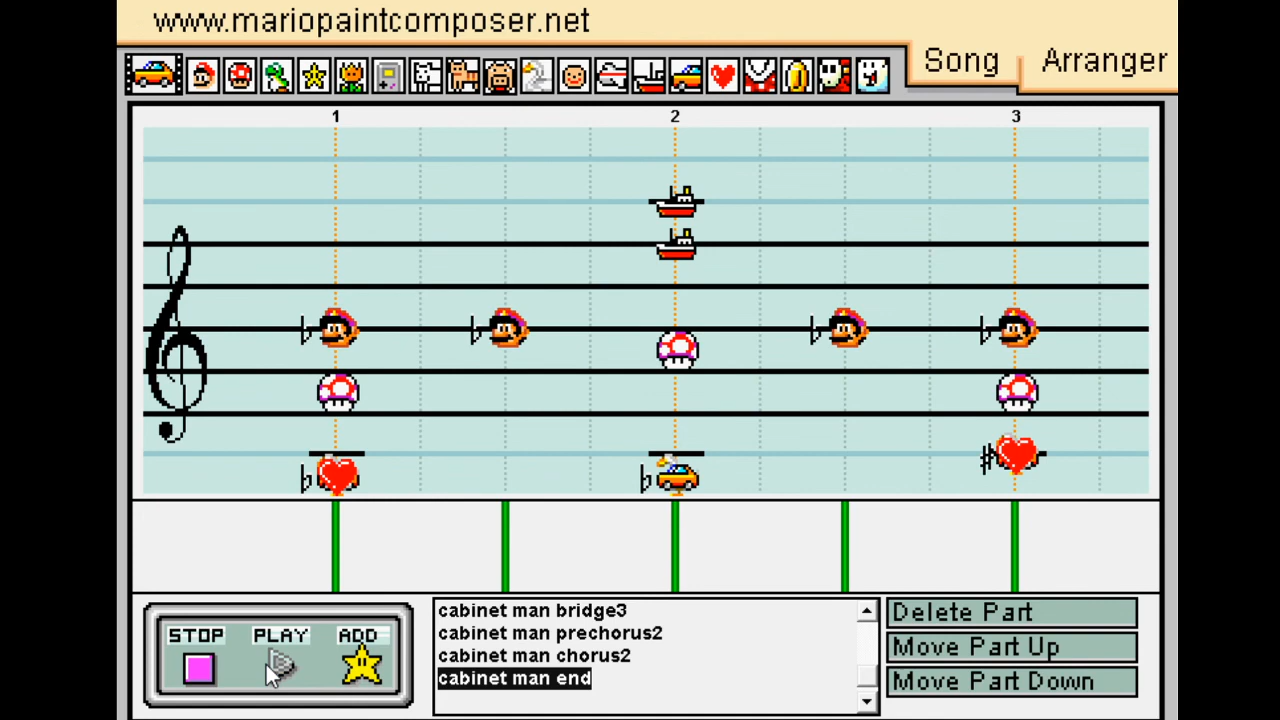 www.mariopaintcomposer.net
Song
Arranger
1 2 3
STOP PLAY ADD
cabinet man bridge3
cabinet man prechorus2
cabinet man chorus2
cabinet man end
Delete Part
Move Part Up
Move Part Down